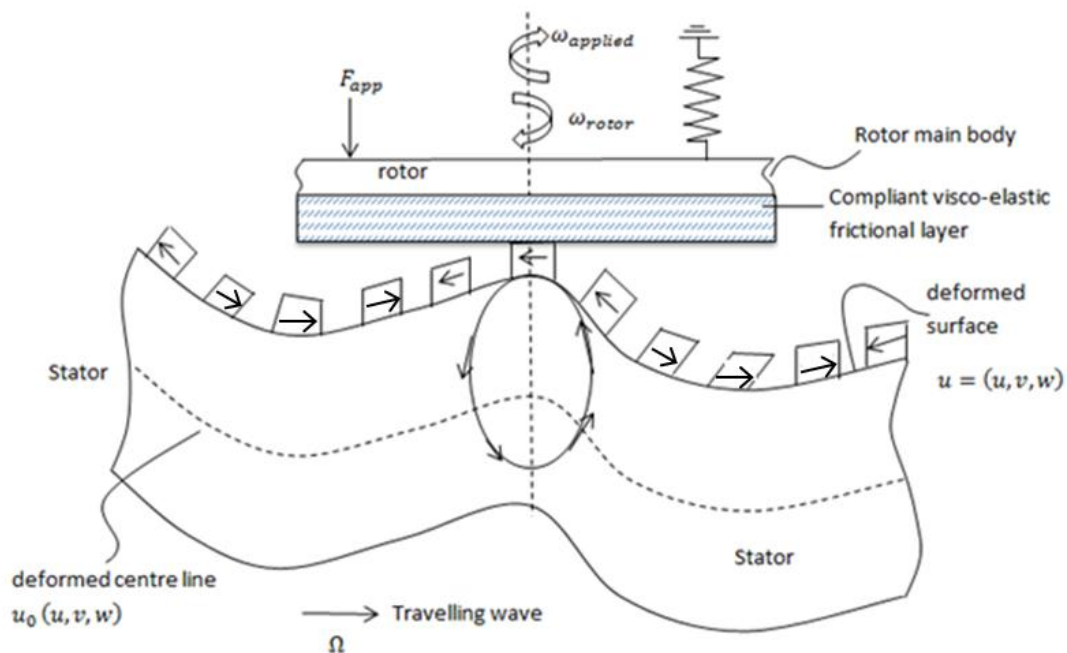 ω_applied
F_app
ω_rotor
Rotor main body
rotor
Compliant visco-elastic
frictional layer
deformed
surface
Stator
u = (u, v, w)
Stator
deformed centre line
u₀ (u, v, w)
Travelling wave
Ω